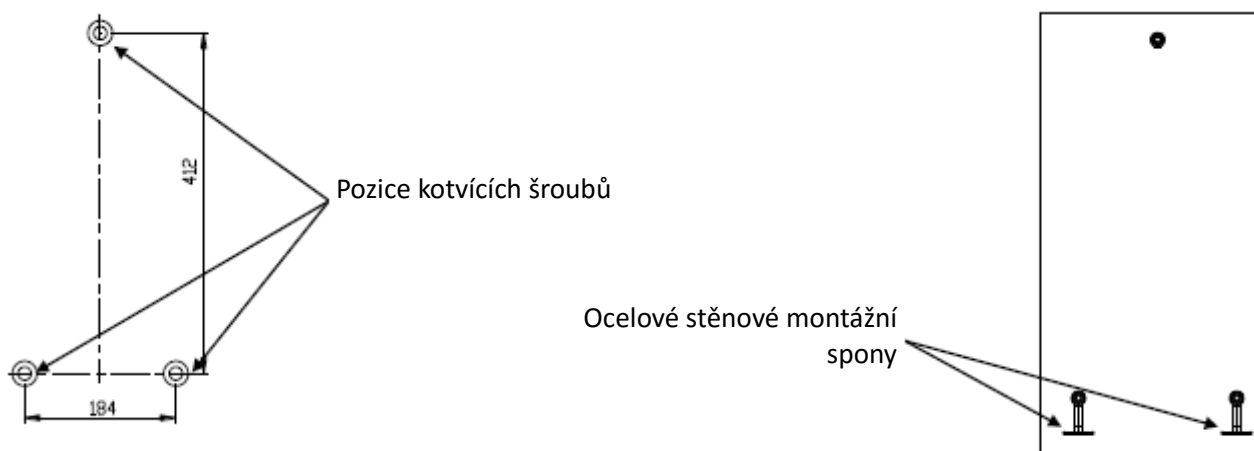 412
Pozice kotvících šroubů
Ocelové stěnové montážní
spony
184